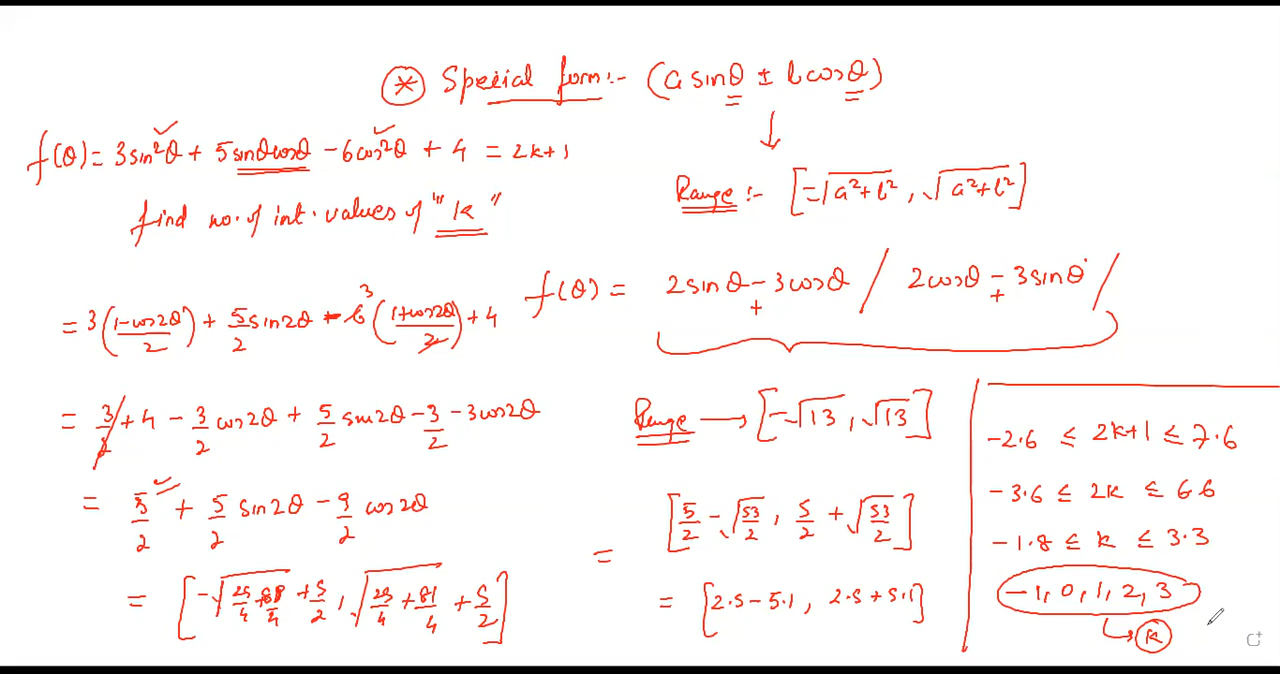 * Special form:- (a sinθ ± b cosθ)
f(θ) = 3sin²θ + 5sinθcosθ - 6cos²θ + 4 = 2k+1
find no. of int. values of "k"
Range :- [-√a²+b² , √a²+b²]
f(θ) = 2sinθ - 3cosθ / 2cosθ - 3sinθ /
+ +
= 3(1-cos2θ/2) + 5/2 sin2θ - 6 3(1+cos2θ/2) + 4
= 3/2 + 4 - 3/2 cos2θ + 5/2 sin2θ - 3/2 - 3cos2θ
= 5/2 + 5/2 sin2θ - 9/2 cos2θ
= [-√25/4+81/4 + 5/2 , √25/4+81/4 + 5/2]
Range → [-√13 , √13]
= [5/2 - √53/2 , 5/2 + √53/2]
= [2.5 - 5.1 , 2.5 + 5.1]
-2.6 ≤ 2k+1 ≤ 7.6
-3.6 ≤ 2k ≤ 6.6
-1.8 ≤ k ≤ 3.3
-1, 0, 1, 2, 3
k